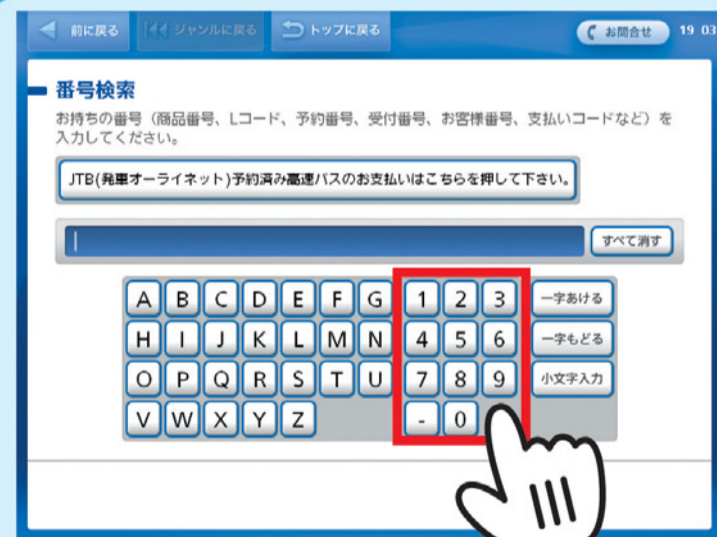 前に戻る ジャンルに戻る トップに戻る お問合せ 19 03
番号検索
お持ちの番号（商品番号、Lコード、予約番号、受付番号、お客様番号、支払いコードなど）を
入力してください。
JTB(発車オーライネット)予約済み高速バスのお支払いはこちらを押して下さい。
すべて消す
A B C D E F G 1 2 3 一字あける
H I J K L M N 4 5 6 一字もどる
O P Q R S T U 7 8 9 小文字入力
V W X Y Z - 0